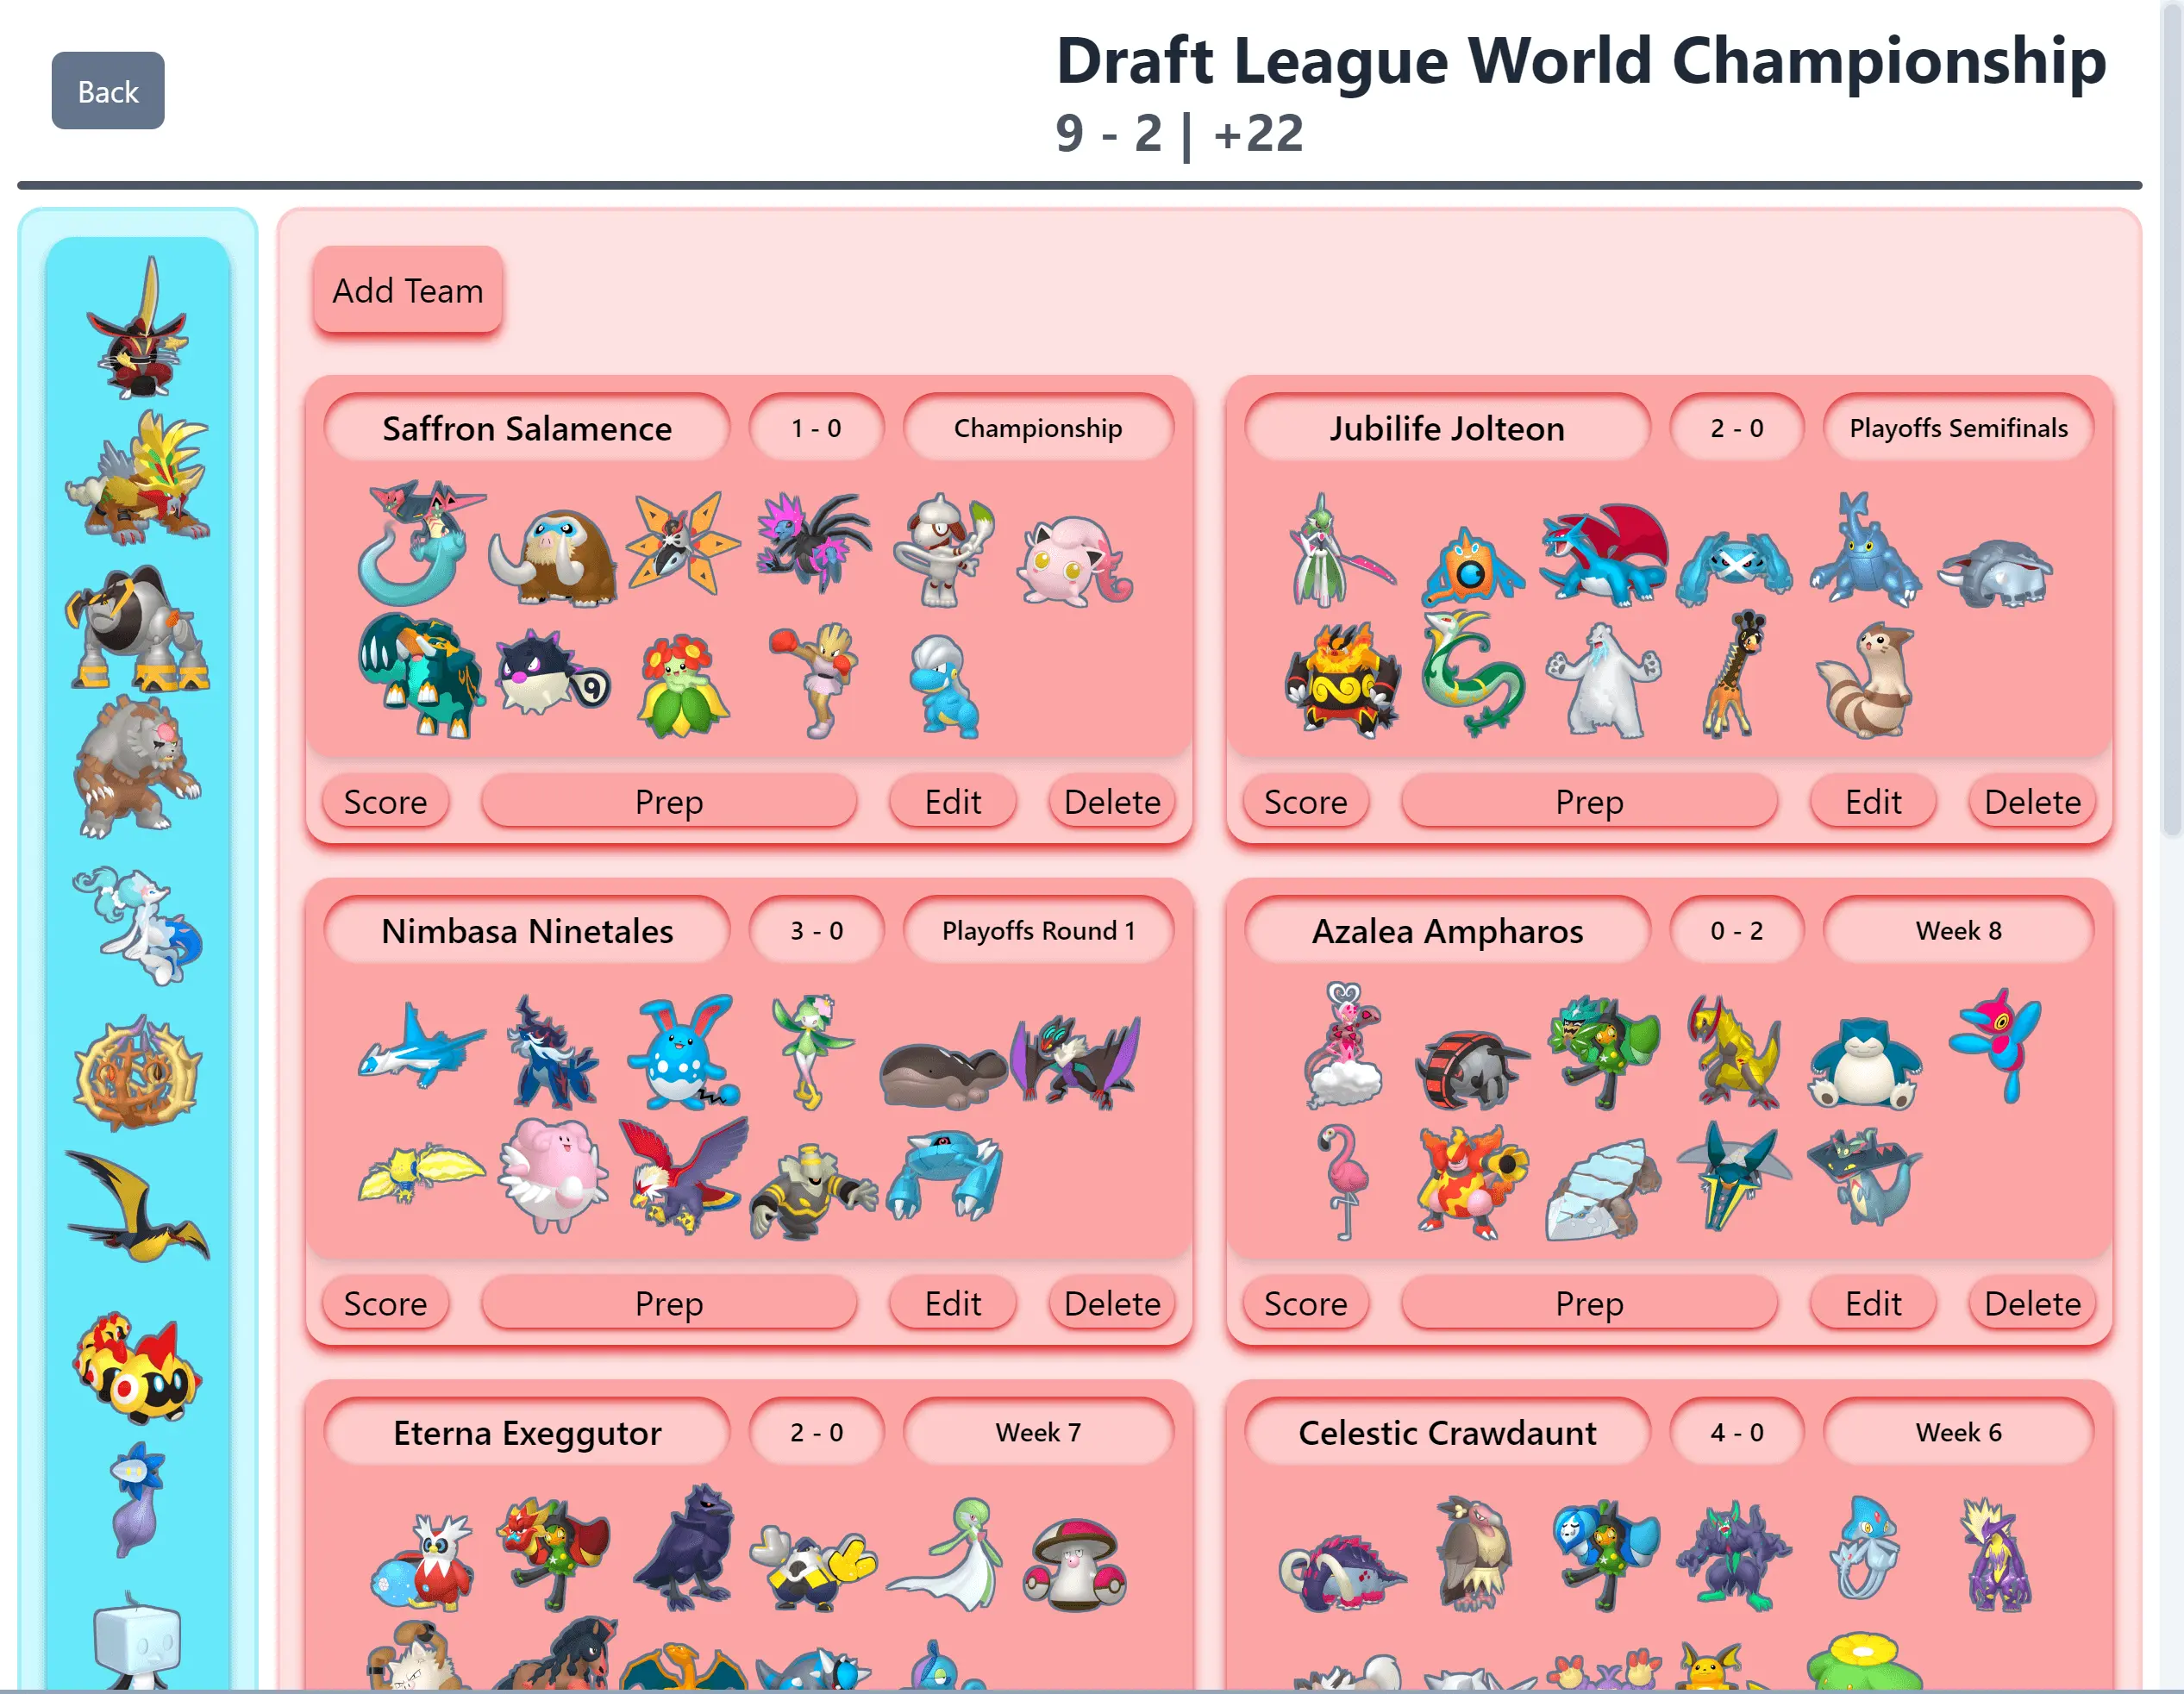 Back
Draft League World Championship
9 - 2 | +22
Add Team
Saffron Salamence 1 - 0 Championship
Score Prep Edit Delete
Jubilife Jolteon 2 - 0 Playoffs Semifinals
Score Prep Edit Delete
Nimbasa Ninetales 3 - 0 Playoffs Round 1
Score Prep Edit Delete
Azalea Ampharos 0 - 2 Week 8
Score Prep Edit Delete
Eterna Exeggutor 2 - 0 Week 7
Celestic Crawdaunt 4 - 0 Week 6